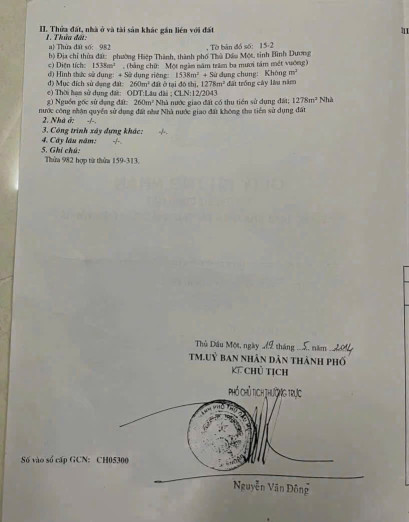 II. Thửa đất, nhà ở và tài sản khác gắn liền với đất
1. Thửa đất:
a) Thửa đất số: 982 , Tờ bản đồ số: 15-2
b) Địa chỉ thửa đất: phường Hiệp Thành, thành phố Thủ Dầu Một, tỉnh Bình Dương
c) Diện tích: 1538m² , (bằng chữ: Một ngàn năm trăm ba mươi tám mét vuông)
d) Hình thức sử dụng: + Sử dụng riêng: 1538m² + Sử dụng chung: Không m²
đ) Mục đích sử dụng đất: 260m² đất ở tại đô thị, 1278m² đất trồng cây lâu năm
e) Thời hạn sử dụng đất: ODT:Lâu dài ; CLN:12/2043
g) Nguồn gốc sử dụng đất: 260m² Nhà nước giao đất có thu tiền sử dụng đất; 1278m² Nhà
nước công nhận quyền sử dụng đất như Nhà nước giao đất không thu tiền sử dụng đất
2. Nhà ở: -/-.
3. Công trình xây dựng khác: -/-.
4. Cây lâu năm: -/-.
5. Ghi chú:
Thửa 982 hợp từ thửa 159-313.
Thủ Dầu Một, ngày 19 tháng 5 năm 2014
TM.UỶ BAN NHÂN DÂN THÀNH PHỐ
KT. CHỦ TỊCH
PHÓ CHỦ TỊCH THƯỜNG TRỰC
Số vào sổ cấp GCN: CH05300
Nguyễn Văn Đông